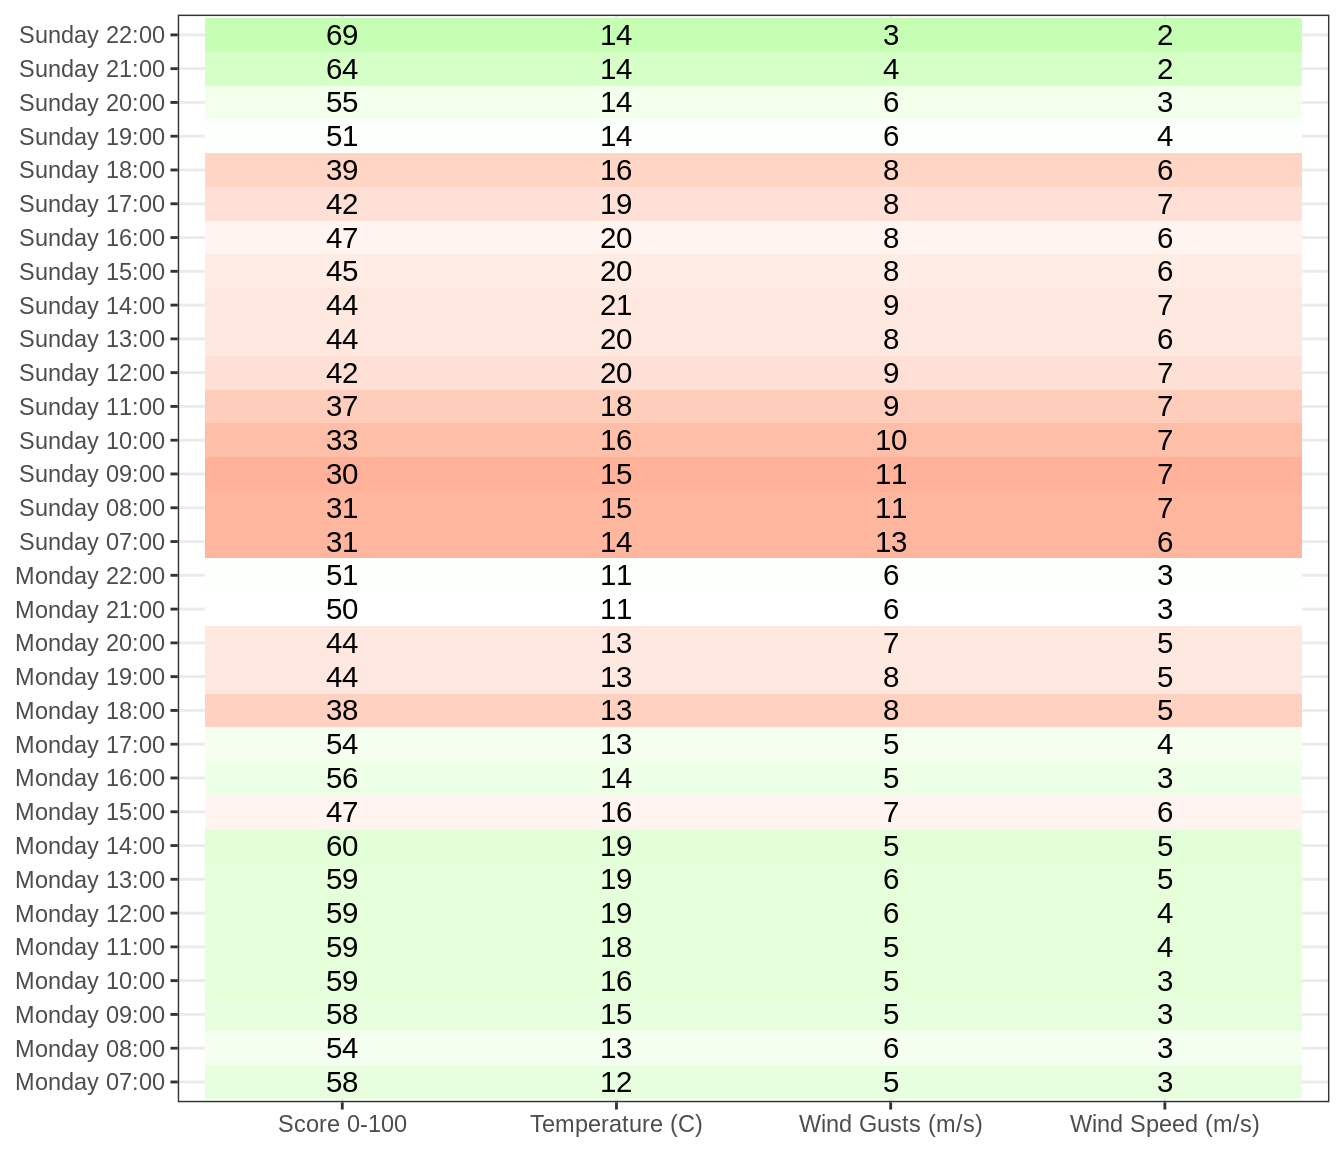 Sunday 22:00 69 14 3 2
Sunday 21:00 64 14 4 2
Sunday 20:00 55 14 6 3
Sunday 19:00 51 14 6 4
Sunday 18:00 39 16 8 6
Sunday 17:00 42 19 8 7
Sunday 16:00 47 20 8 6
Sunday 15:00 45 20 8 6
Sunday 14:00 44 21 9 7
Sunday 13:00 44 20 8 6
Sunday 12:00 42 20 9 7
Sunday 11:00 37 18 9 7
Sunday 10:00 33 16 10 7
Sunday 09:00 30 15 11 7
Sunday 08:00 31 15 11 7
Sunday 07:00 31 14 13 6
Monday 22:00 51 11 6 3
Monday 21:00 50 11 6 3
Monday 20:00 44 13 7 5
Monday 19:00 44 13 8 5
Monday 18:00 38 13 8 5
Monday 17:00 54 13 5 4
Monday 16:00 56 14 5 3
Monday 15:00 47 16 7 6
Monday 14:00 60 19 5 5
Monday 13:00 59 19 6 5
Monday 12:00 59 19 6 4
Monday 11:00 59 18 5 4
Monday 10:00 59 16 5 3
Monday 09:00 58 15 5 3
Monday 08:00 54 13 6 3
Monday 07:00 58 12 5 3
Score 0-100 Temperature (C) Wind Gusts (m/s) Wind Speed (m/s)